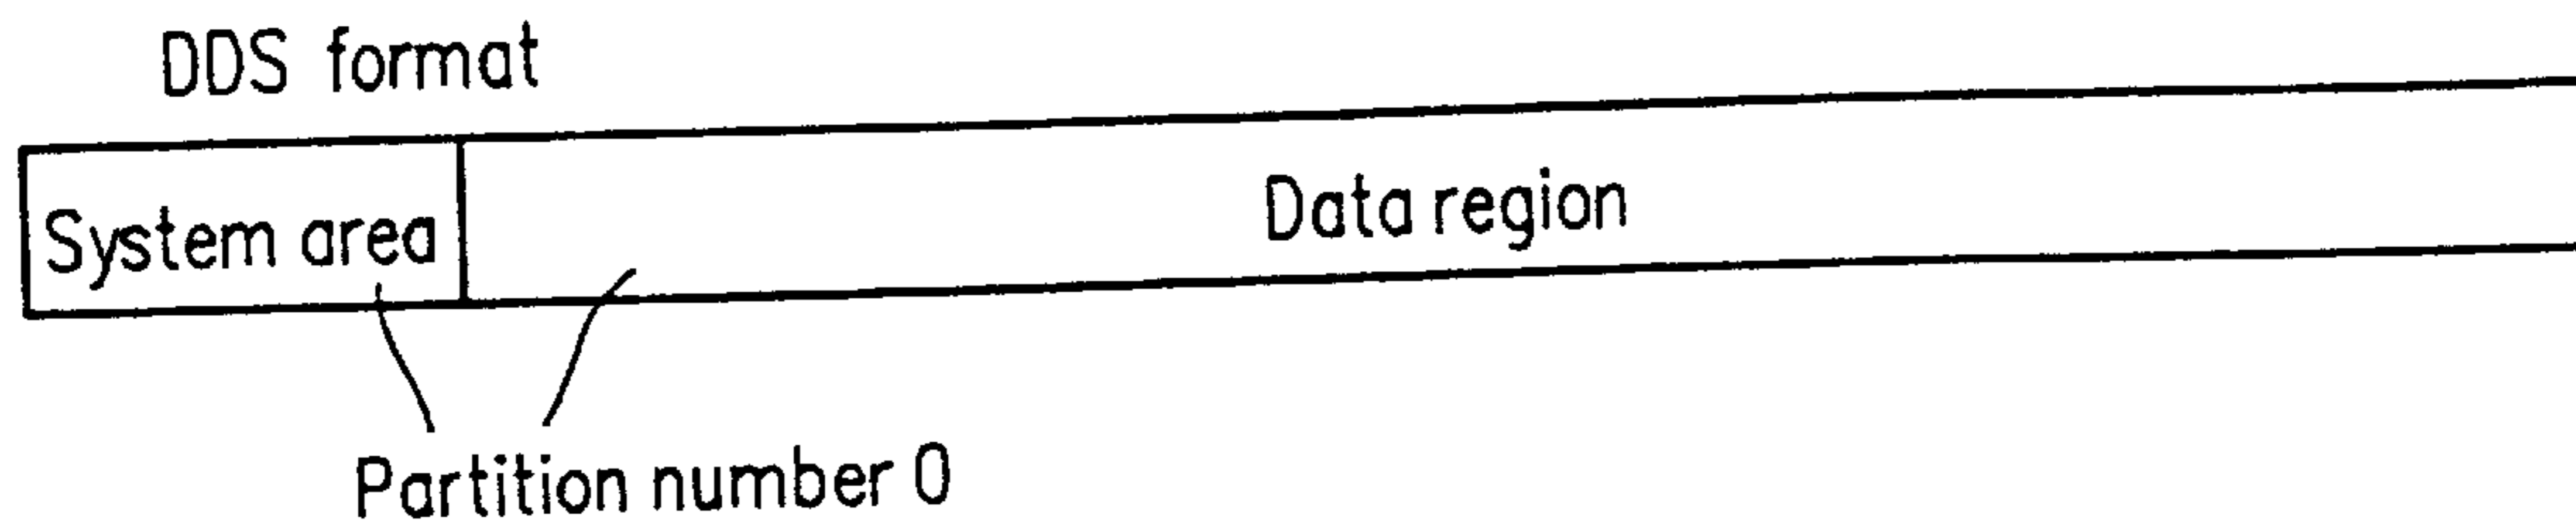 DDS format
System area
Data region
Partition number 0